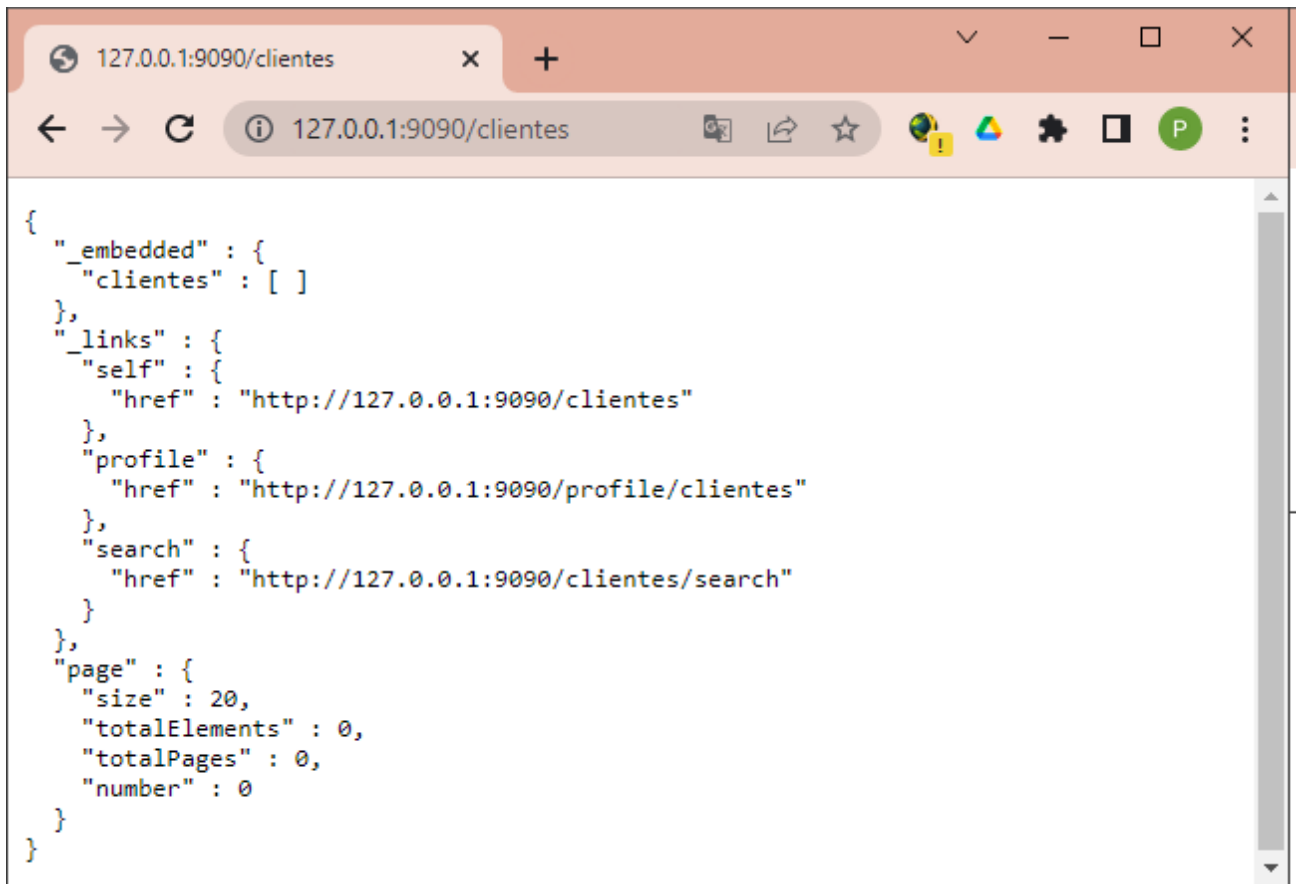 127.0.0.1:9090/clientes
127.0.0.1:9090/clientes
P
{
  "_embedded" : {
    "clientes" : [ ]
  },
  "_links" : {
    "self" : {
      "href" : "http://127.0.0.1:9090/clientes"
    },
    "profile" : {
      "href" : "http://127.0.0.1:9090/profile/clientes"
    },
    "search" : {
      "href" : "http://127.0.0.1:9090/clientes/search"
    }
  },
  "page" : {
    "size" : 20,
    "totalElements" : 0,
    "totalPages" : 0,
    "number" : 0
  }
}